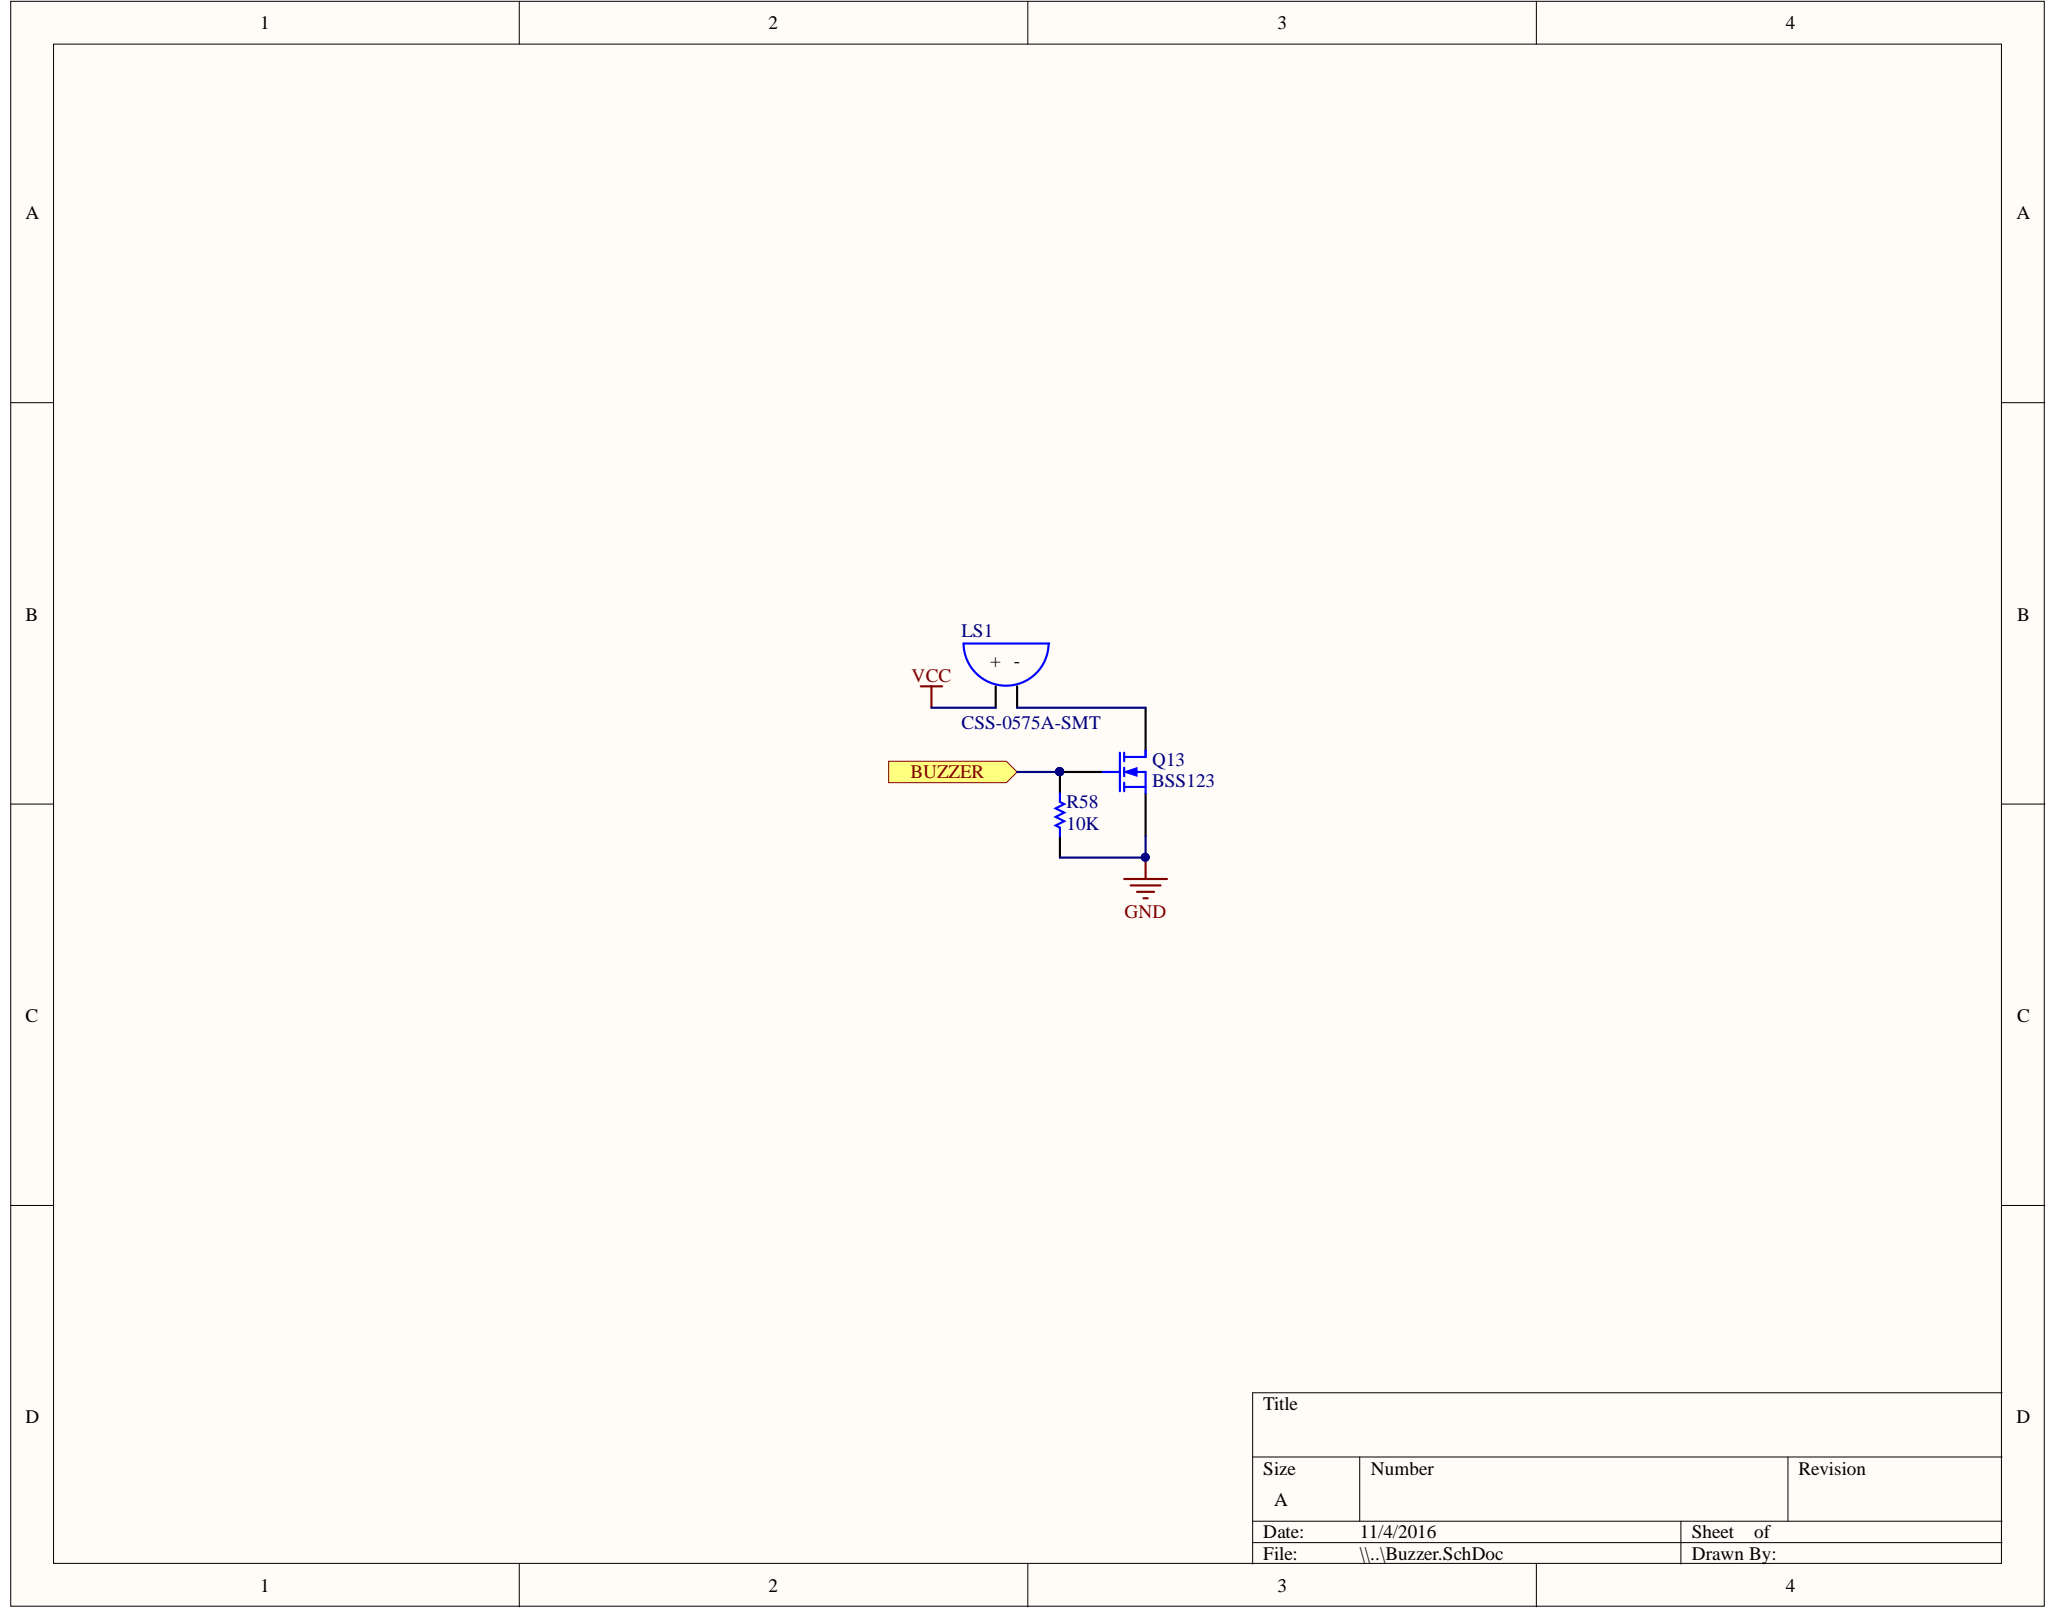 1 2 3 4
A A
B B
LS1
+ -
VCC
CSS-0575A-SMT
Q13
BUZZER
BSS123
R58
10K
GND
C C
D D
Title
Size Number Revision
A
Date: 11/4/2016 Sheet of
File: \\..\Buzzer.SchDoc Drawn By:
1 2 3 4